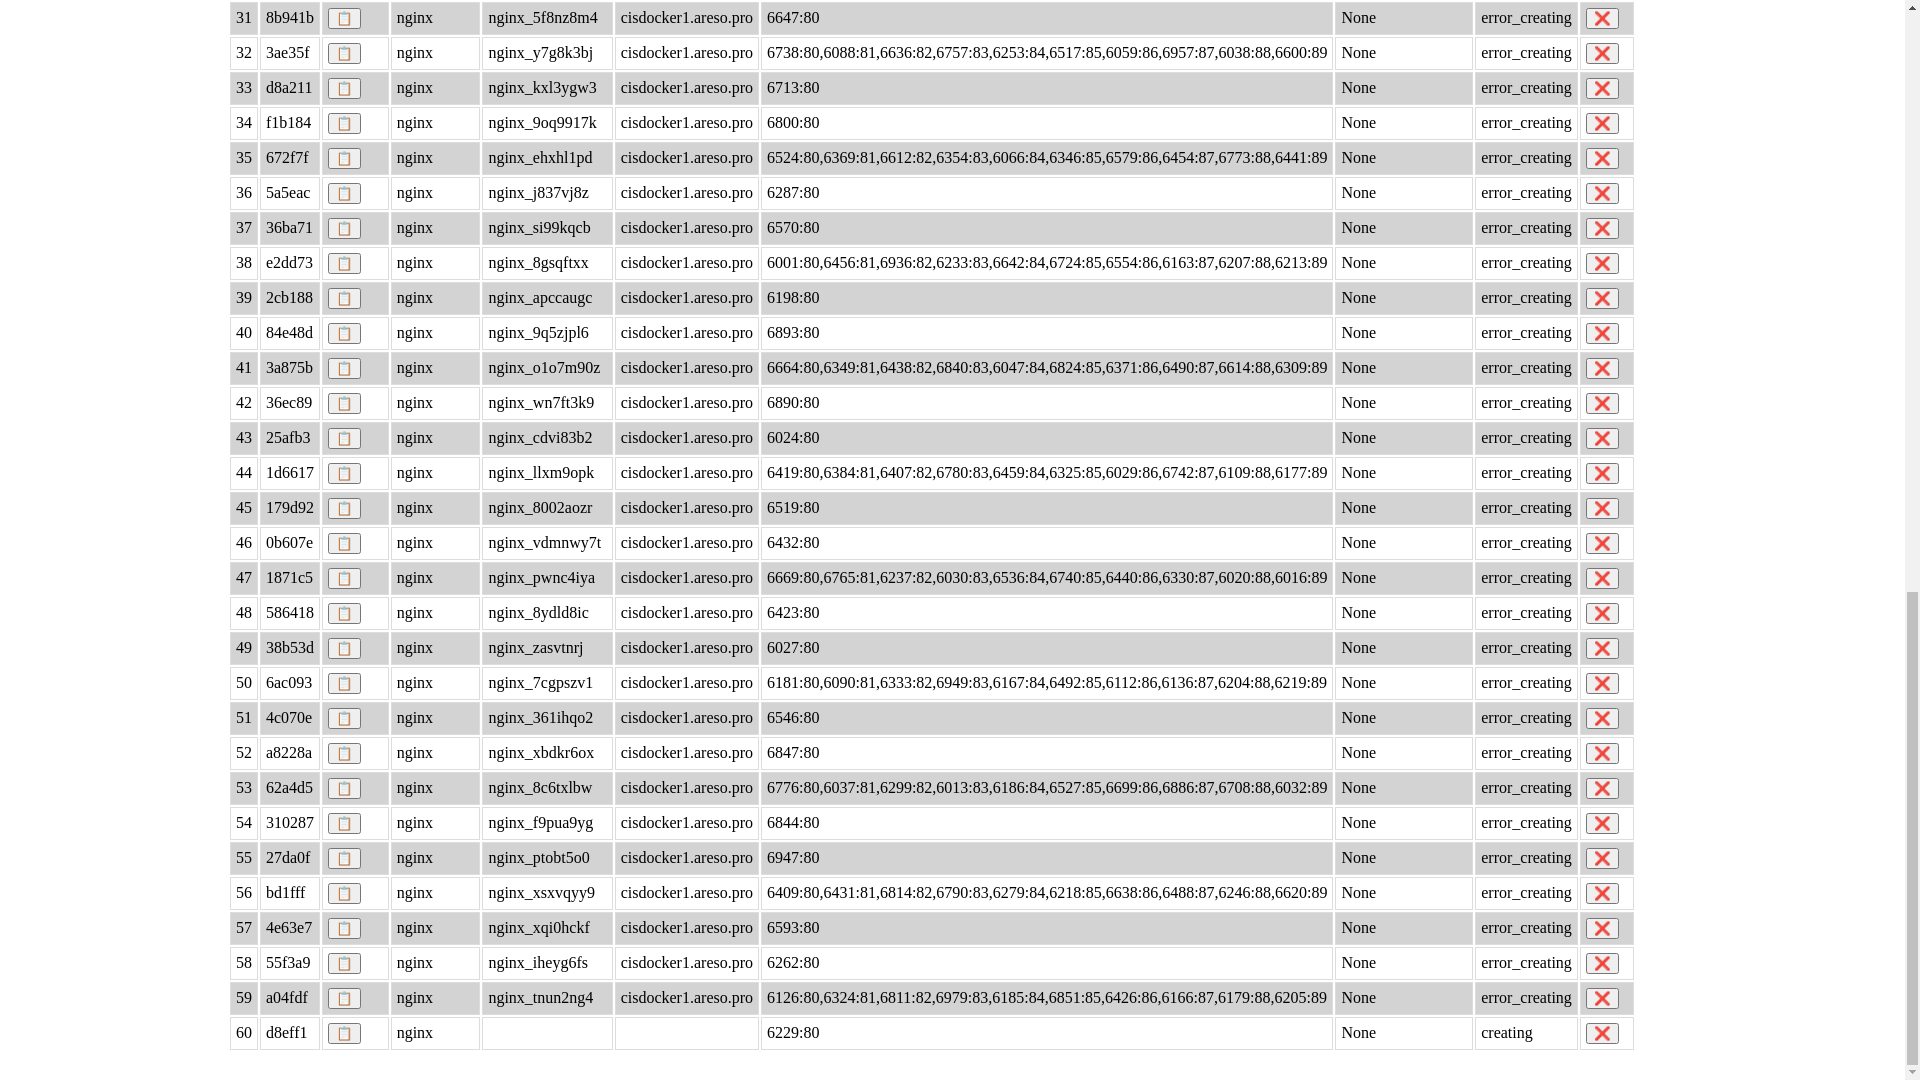 31 8b941b nginx nginx_5f8nz8m4 cisdocker1.areso.pro 6647:80 None error_creating
32 3ae35f nginx nginx_y7g8k3bj cisdocker1.areso.pro 6738:80,6088:81,6636:82,6757:83,6253:84,6517:85,6059:86,6957:87,6038:88,6600:89 None error_creating
33 d8a211 nginx nginx_kxl3ygw3 cisdocker1.areso.pro 6713:80 None error_creating
34 f1b184 nginx nginx_9oq9917k cisdocker1.areso.pro 6800:80 None error_creating
35 672f7f nginx nginx_ehxhl1pd cisdocker1.areso.pro 6524:80,6369:81,6612:82,6354:83,6066:84,6346:85,6579:86,6454:87,6773:88,6441:89 None error_creating
36 5a5eac nginx nginx_j837vj8z cisdocker1.areso.pro 6287:80 None error_creating
37 36ba71 nginx nginx_si99kqcb cisdocker1.areso.pro 6570:80 None error_creating
38 e2dd73 nginx nginx_8gsqftxx cisdocker1.areso.pro 6001:80,6456:81,6936:82,6233:83,6642:84,6724:85,6554:86,6163:87,6207:88,6213:89 None error_creating
39 2cb188 nginx nginx_apccaugc cisdocker1.areso.pro 6198:80 None error_creating
40 84e48d nginx nginx_9q5zjpl6 cisdocker1.areso.pro 6893:80 None error_creating
41 3a875b nginx nginx_o1o7m90z cisdocker1.areso.pro 6664:80,6349:81,6438:82,6840:83,6047:84,6824:85,6371:86,6490:87,6614:88,6309:89 None error_creating
42 36ec89 nginx nginx_wn7ft3k9 cisdocker1.areso.pro 6890:80 None error_creating
43 25afb3 nginx nginx_cdvi83b2 cisdocker1.areso.pro 6024:80 None error_creating
44 1d6617 nginx nginx_llxm9opk cisdocker1.areso.pro 6419:80,6384:81,6407:82,6780:83,6459:84,6325:85,6029:86,6742:87,6109:88,6177:89 None error_creating
45 179d92 nginx nginx_8002aozr cisdocker1.areso.pro 6519:80 None error_creating
46 0b607e nginx nginx_vdmnwy7t cisdocker1.areso.pro 6432:80 None error_creating
47 1871c5 nginx nginx_pwnc4iya cisdocker1.areso.pro 6669:80,6765:81,6237:82,6030:83,6536:84,6740:85,6440:86,6330:87,6020:88,6016:89 None error_creating
48 586418 nginx nginx_8ydld8ic cisdocker1.areso.pro 6423:80 None error_creating
49 38b53d nginx nginx_zasvtnrj cisdocker1.areso.pro 6027:80 None error_creating
50 6ac093 nginx nginx_7cgpszv1 cisdocker1.areso.pro 6181:80,6090:81,6333:82,6949:83,6167:84,6492:85,6112:86,6136:87,6204:88,6219:89 None error_creating
51 4c070e nginx nginx_361ihqo2 cisdocker1.areso.pro 6546:80 None error_creating
52 a8228a nginx nginx_xbdkr6ox cisdocker1.areso.pro 6847:80 None error_creating
53 62a4d5 nginx nginx_8c6txlbw cisdocker1.areso.pro 6776:80,6037:81,6299:82,6013:83,6186:84,6527:85,6699:86,6886:87,6708:88,6032:89 None error_creating
54 310287 nginx nginx_f9pua9yg cisdocker1.areso.pro 6844:80 None error_creating
55 27da0f nginx nginx_ptobt5o0 cisdocker1.areso.pro 6947:80 None error_creating
56 bd1fff nginx nginx_xsxvqyy9 cisdocker1.areso.pro 6409:80,6431:81,6814:82,6790:83,6279:84,6218:85,6638:86,6488:87,6246:88,6620:89 None error_creating
57 4e63e7 nginx nginx_xqi0hckf cisdocker1.areso.pro 6593:80 None error_creating
58 55f3a9 nginx nginx_iheyg6fs cisdocker1.areso.pro 6262:80 None error_creating
59 a04fdf nginx nginx_tnun2ng4 cisdocker1.areso.pro 6126:80,6324:81,6811:82,6979:83,6185:84,6851:85,6426:86,6166:87,6179:88,6205:89 None error_creating
60 d8eff1 nginx 6229:80 None creating